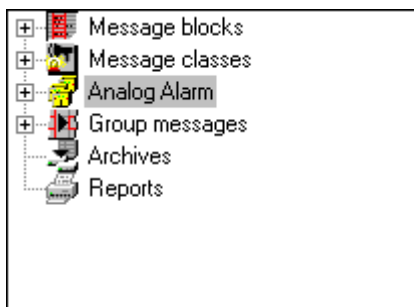 Message blocks
Message classes
Analog Alarm
Group messages
Archives
Reports